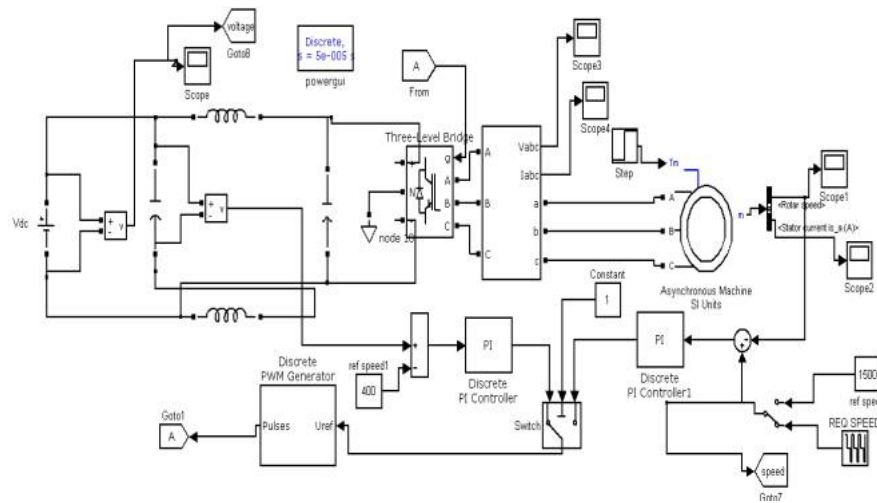 voltage
Goto8
Scope
Discrete,
s = 5e-005 s
powergui
A
From
Scope3
Scope4
Three-Level Bridge
g
A
B
C
N
node 10
A
B
C
Vabc
Iabc
a
b
c
Step
Tm
A
B
C
m
Asynchronous Machine
SI Units
<Rotor speed>
<Stator current is_a (A)>
Scope1
Scope2
Vdc
+
-
v
+
-
v
Constant
1
+
-
ref speed1
400
PI
Discrete
PI Controller
PI
Discrete
PI Controller1
Switch
Discrete
PWM Generator
Pulses
Uref
Goto1
A
1500
ref spee
REQ SPEED
speed
Goto7